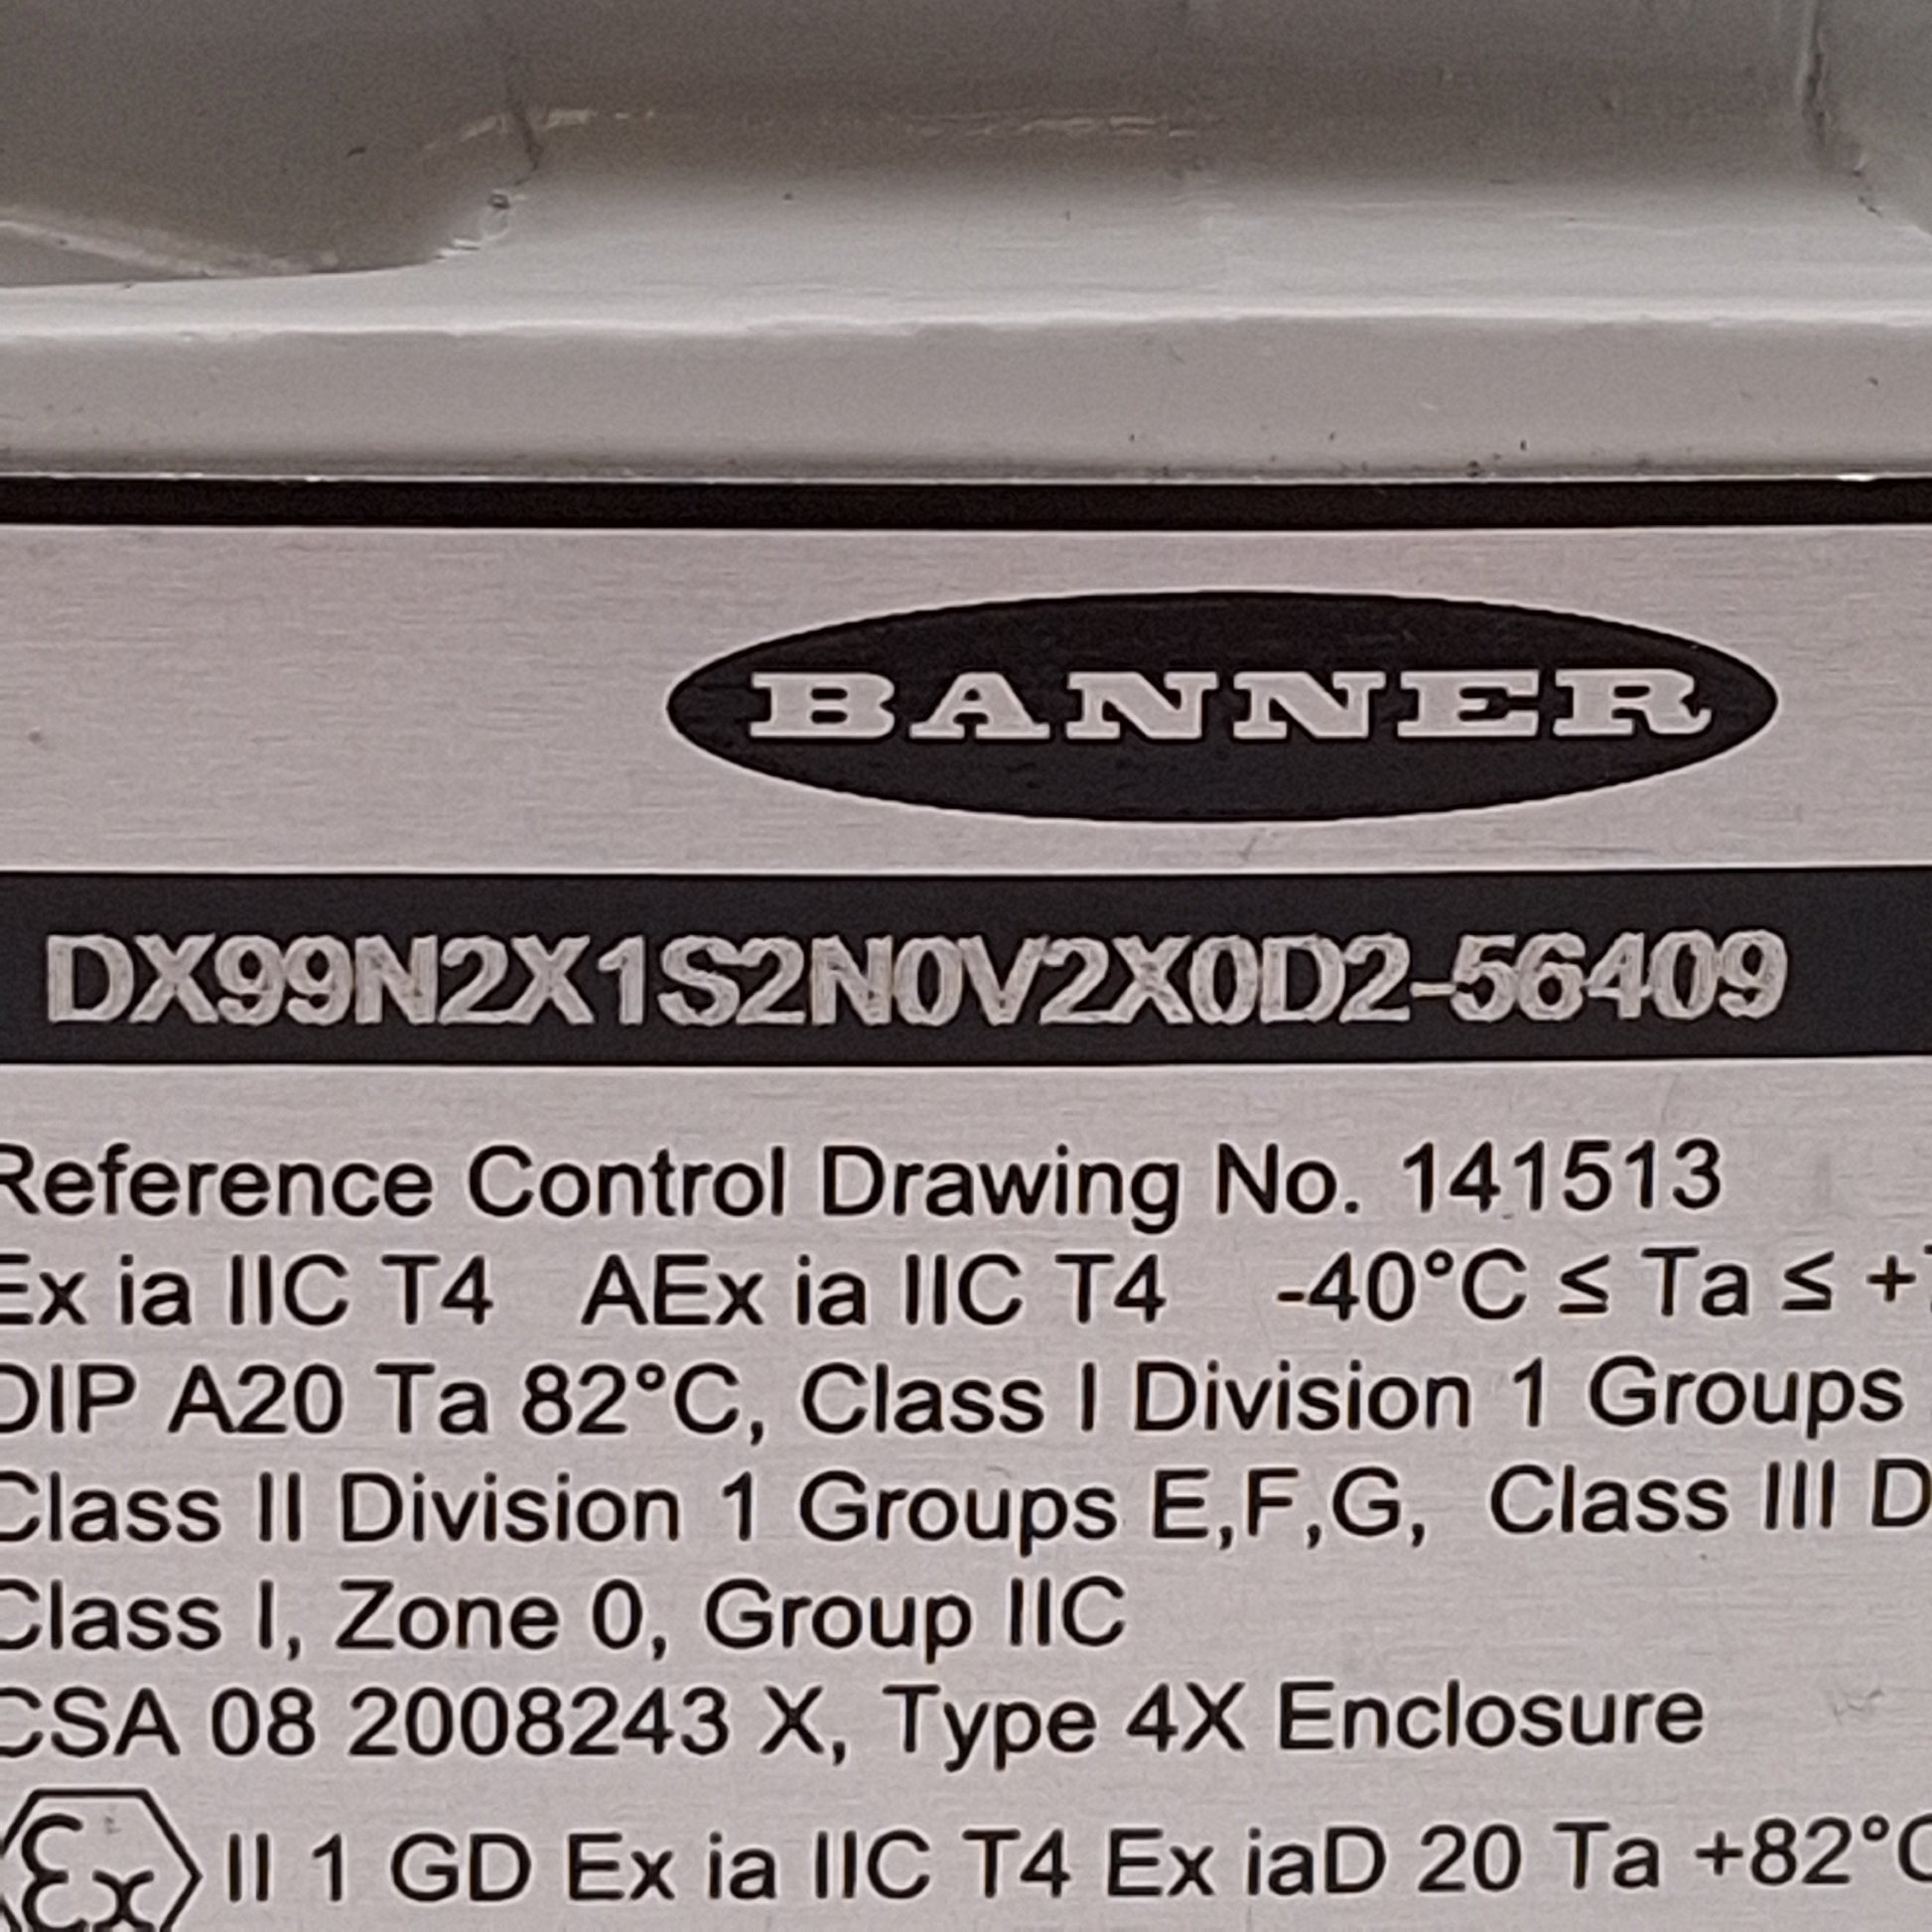 BANNER
DX99N2X1S2N0V2X0D2-56409
Reference Control Drawing No. 141513
Ex ia IIC T4 AEx ia IIC T4 -40°C ≤ Ta ≤ +
DIP A20 Ta 82°C, Class I Division 1 Groups
Class II Division 1 Groups E,F,G, Class III D
Class I, Zone 0, Group IIC
CSA 08 2008243 X, Type 4X Enclosure
Ex II 1 GD Ex ia IIC T4 Ex iaD 20 Ta +82°C